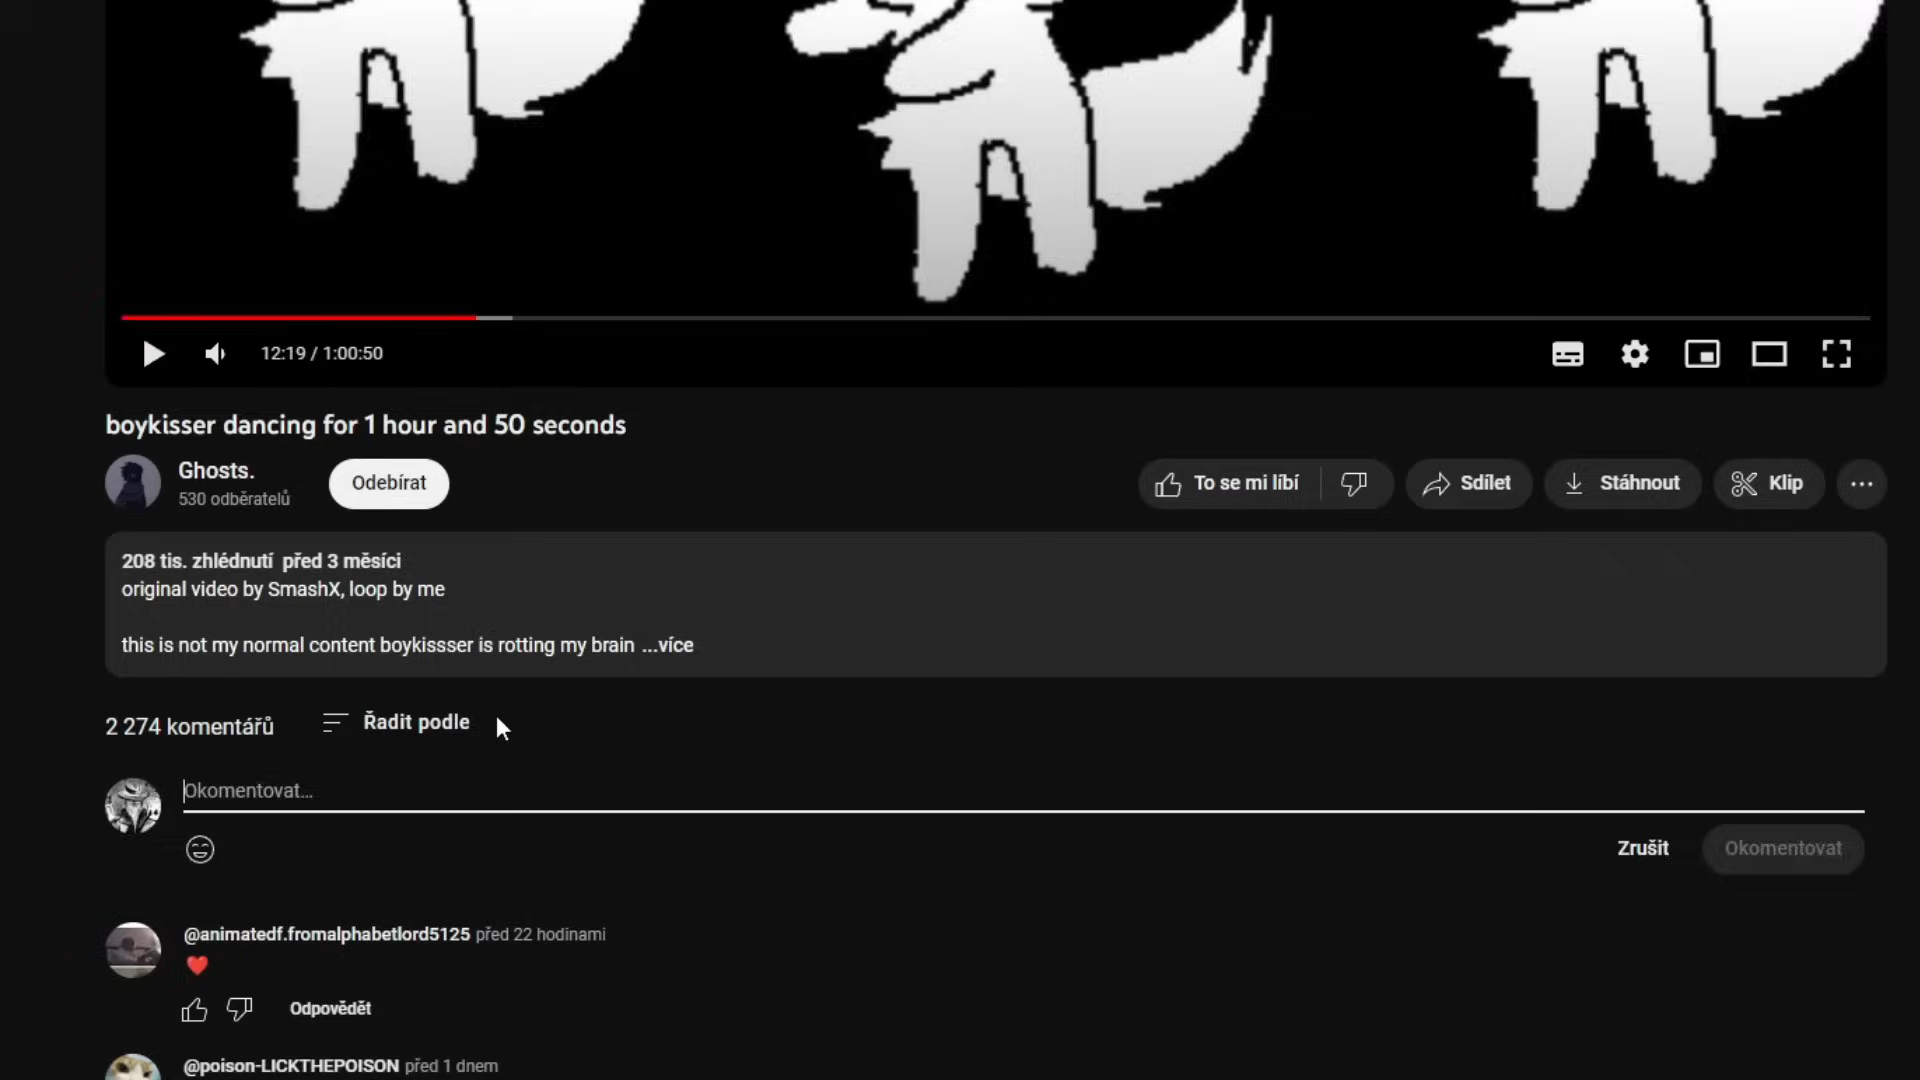 12:19 / 1:00:50
boykisser dancing for 1 hour and 50 seconds
Ghosts.
530 odběratelů
Odebírat
To se mi líbí
Sdílet
Stáhnout
Klip
208 tis. zhlédnutí před 3 měsíci
original video by SmashX, loop by me
this is not my normal content boykissser is rotting my brain ...více
2 274 komentářů
Řadit podle
Okomentovat...
Zrušit
Okomentovat
@animatedf.fromalphabetlord5125 před 22 hodinami
❤️
Odpovědět
@poison-LICKTHEPOISON před 1 dnem